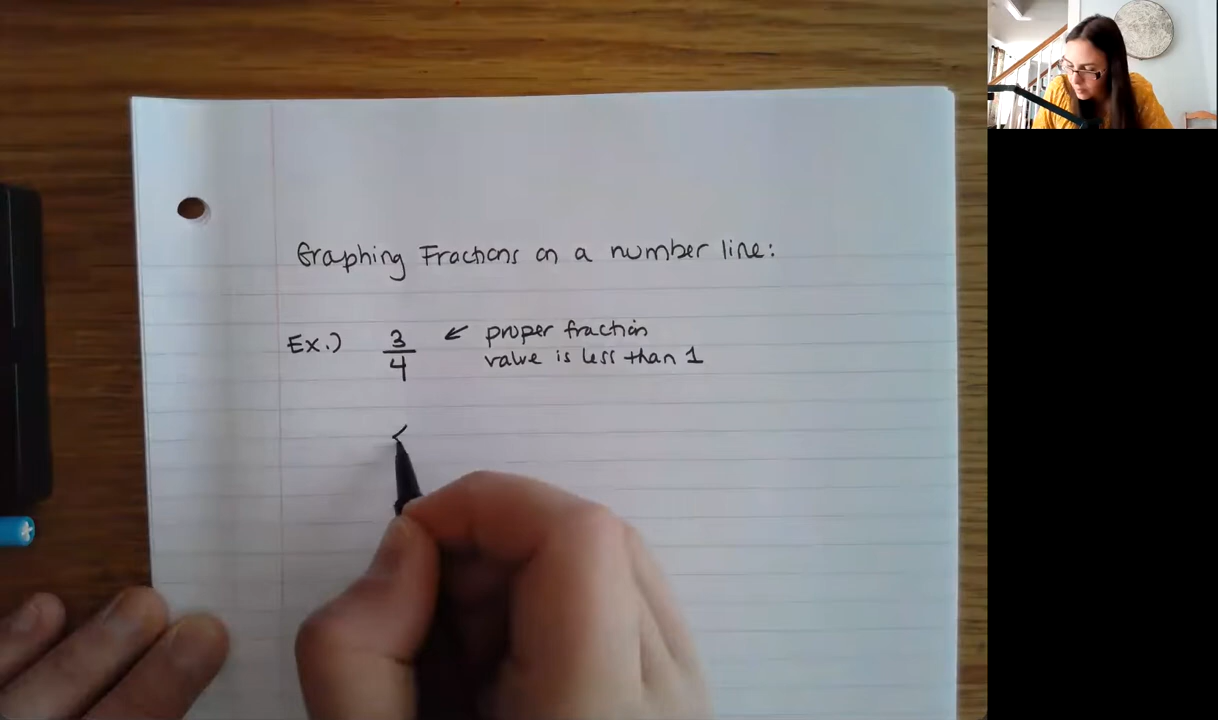 Graphing Fractions on a number line:
Ex.) 3/4 ← proper fraction
value is less than 1
<